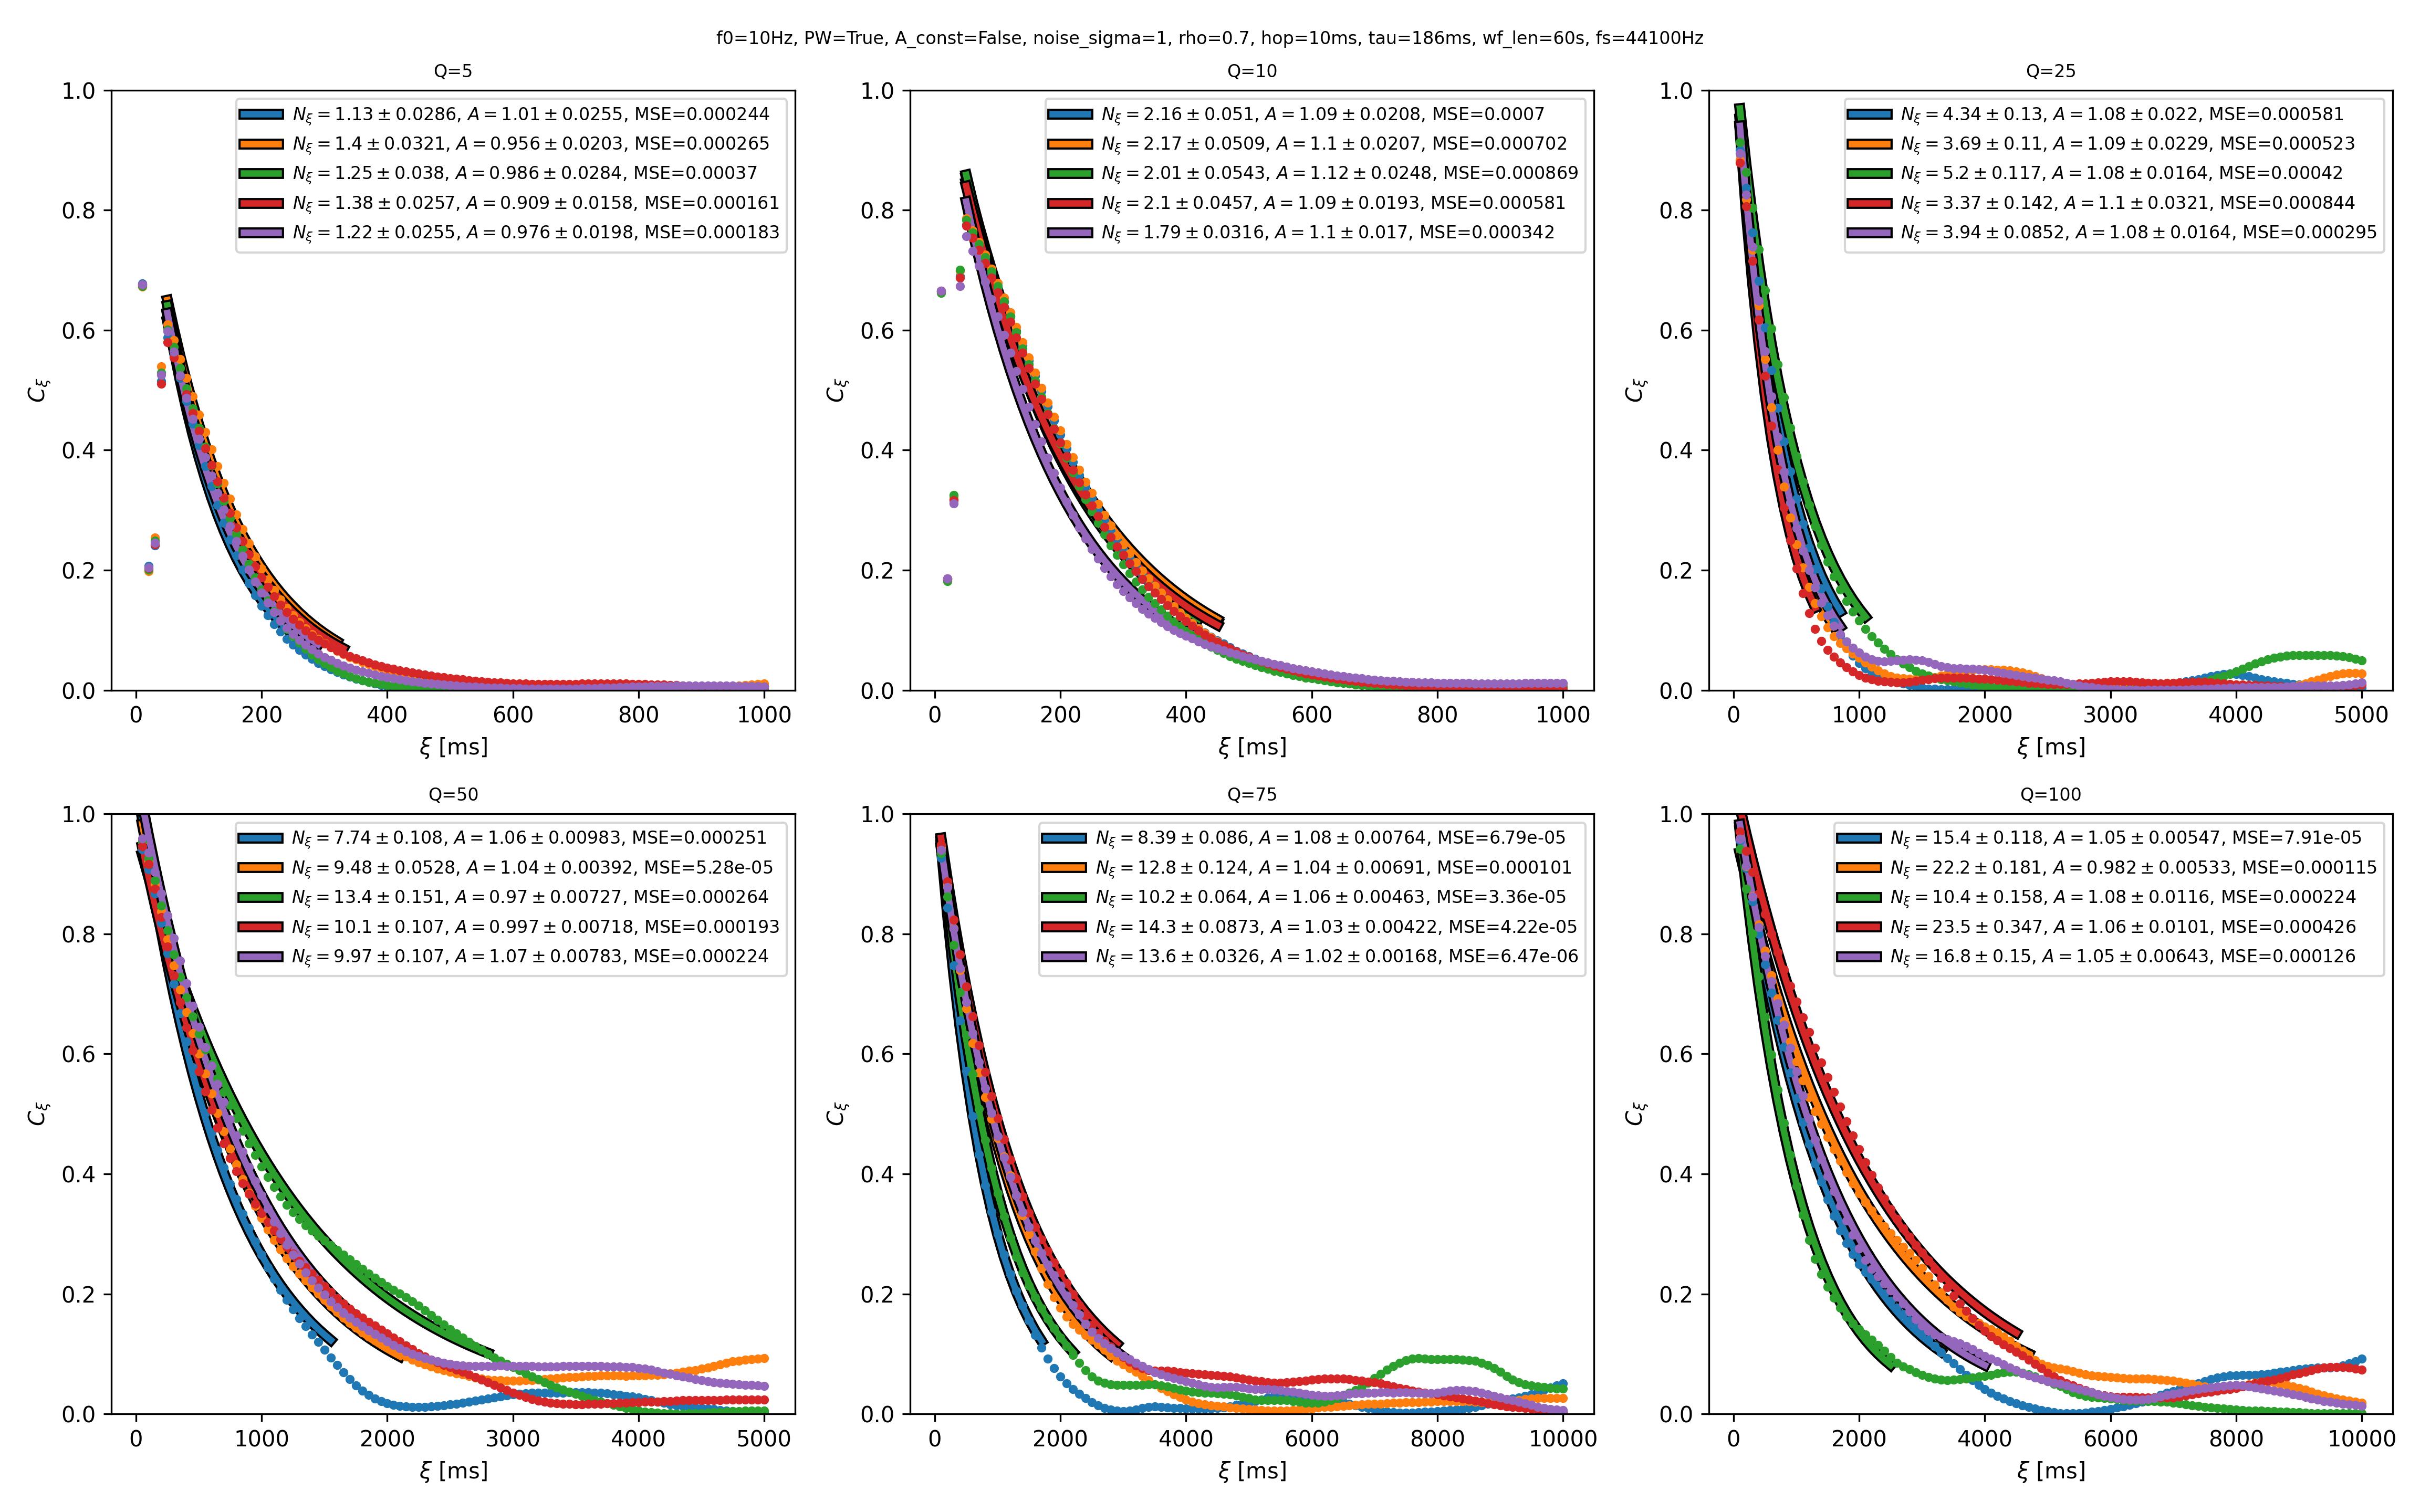 f0=10Hz, PW=True, A_const=False, noise_sigma=1, rho=0.7, hop=10ms, tau=186ms, wf_len=60s, fs=44100Hz
Q=5
N_ξ = 1.13 ± 0.0286, A = 1.01 ± 0.0255, MSE=0.000244
N_ξ = 1.4 ± 0.0321, A = 0.956 ± 0.0203, MSE=0.000265
N_ξ = 1.25 ± 0.038, A = 0.986 ± 0.0284, MSE=0.00037
N_ξ = 1.38 ± 0.0257, A = 0.909 ± 0.0158, MSE=0.000161
N_ξ = 1.22 ± 0.0255, A = 0.976 ± 0.0198, MSE=0.000183
1.0
0.8
0.6
0.4
0.2
0.0
C_ξ
0 200 400 600 800 1000
ξ [ms]
Q=10
N_ξ = 2.16 ± 0.051, A = 1.09 ± 0.0208, MSE=0.0007
N_ξ = 2.17 ± 0.0509, A = 1.1 ± 0.0207, MSE=0.000702
N_ξ = 2.01 ± 0.0543, A = 1.12 ± 0.0248, MSE=0.000869
N_ξ = 2.1 ± 0.0457, A = 1.09 ± 0.0193, MSE=0.000581
N_ξ = 1.79 ± 0.0316, A = 1.1 ± 0.017, MSE=0.000342
1.0
0.8
0.6
0.4
0.2
0.0
C_ξ
0 200 400 600 800 1000
ξ [ms]
Q=25
N_ξ = 4.34 ± 0.13, A = 1.08 ± 0.022, MSE=0.000581
N_ξ = 3.69 ± 0.11, A = 1.09 ± 0.0229, MSE=0.000523
N_ξ = 5.2 ± 0.117, A = 1.08 ± 0.0164, MSE=0.00042
N_ξ = 3.37 ± 0.142, A = 1.1 ± 0.0321, MSE=0.000844
N_ξ = 3.94 ± 0.0852, A = 1.08 ± 0.0164, MSE=0.000295
1.0
0.8
0.6
0.4
0.2
0.0
C_ξ
0 1000 2000 3000 4000 5000
ξ [ms]
Q=50
N_ξ = 7.74 ± 0.108, A = 1.06 ± 0.00983, MSE=0.000251
N_ξ = 9.48 ± 0.0528, A = 1.04 ± 0.00392, MSE=5.28e-05
N_ξ = 13.4 ± 0.151, A = 0.97 ± 0.00727, MSE=0.000264
N_ξ = 10.1 ± 0.107, A = 0.997 ± 0.00718, MSE=0.000193
N_ξ = 9.97 ± 0.107, A = 1.07 ± 0.00783, MSE=0.000224
1.0
0.8
0.6
0.4
0.2
0.0
C_ξ
0 1000 2000 3000 4000 5000
ξ [ms]
Q=75
N_ξ = 8.39 ± 0.086, A = 1.08 ± 0.00764, MSE=6.79e-05
N_ξ = 12.8 ± 0.124, A = 1.04 ± 0.00691, MSE=0.000101
N_ξ = 10.2 ± 0.064, A = 1.06 ± 0.00463, MSE=3.36e-05
N_ξ = 14.3 ± 0.0873, A = 1.03 ± 0.00422, MSE=4.22e-05
N_ξ = 13.6 ± 0.0326, A = 1.02 ± 0.00168, MSE=6.47e-06
1.0
0.8
0.6
0.4
0.2
0.0
C_ξ
0 2000 4000 6000 8000 10000
ξ [ms]
Q=100
N_ξ = 15.4 ± 0.118, A = 1.05 ± 0.00547, MSE=7.91e-05
N_ξ = 22.2 ± 0.181, A = 0.982 ± 0.00533, MSE=0.000115
N_ξ = 10.4 ± 0.158, A = 1.08 ± 0.0116, MSE=0.000224
N_ξ = 23.5 ± 0.347, A = 1.06 ± 0.0101, MSE=0.000426
N_ξ = 16.8 ± 0.15, A = 1.05 ± 0.00643, MSE=0.000126
1.0
0.8
0.6
0.4
0.2
0.0
C_ξ
0 2000 4000 6000 8000 10000
ξ [ms]